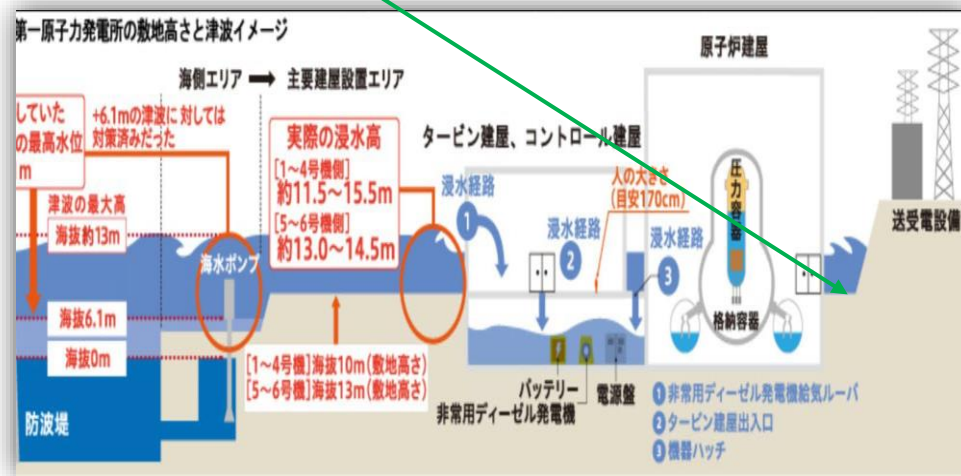 第一原子力発電所の敷地高さと津波イメージ
海側エリア
主要建屋設置エリア
原子炉建屋
していた
の最高水位
m
+6.1mの津波に対しては
対策済みだった
実際の浸水高
[1～4号機側]
約11.5～15.5m
[5～6号機側]
約13.0～14.5m
タービン建屋、コントロール建屋
人の大きさ
(目安170cm)
浸水経路
1
浸水経路
2
浸水経路
3
圧力容器
格納容器
送受電設備
津波の最大高
海抜約13m
海水ポンプ
海抜6.1m
海抜0m
防波堤
[1～4号機]海抜10m(敷地高さ)
[5～6号機]海抜13m(敷地高さ)
バッテリー
非常用ディーゼル発電機
電源盤
1 非常用ディーゼル発電機給気ルーバ
2 タービン建屋出入口
3 機器ハッチ